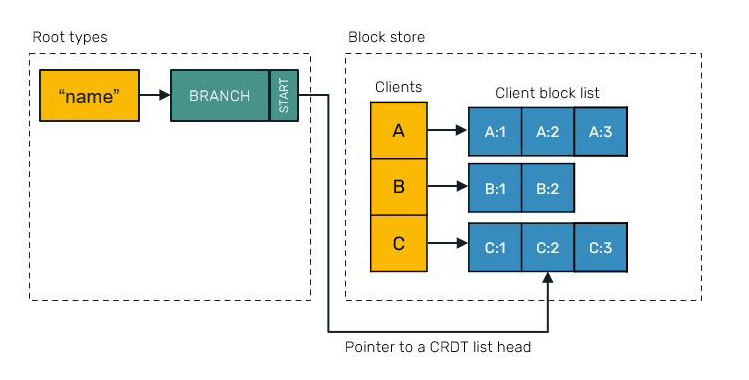 Root types
Block store
“name”
BRANCH
START
Clients
Client block list
A
A:1
A:2
A:3
B
B:1
B:2
C
C:1
C:2
C:3
Pointer to a CRDT list head